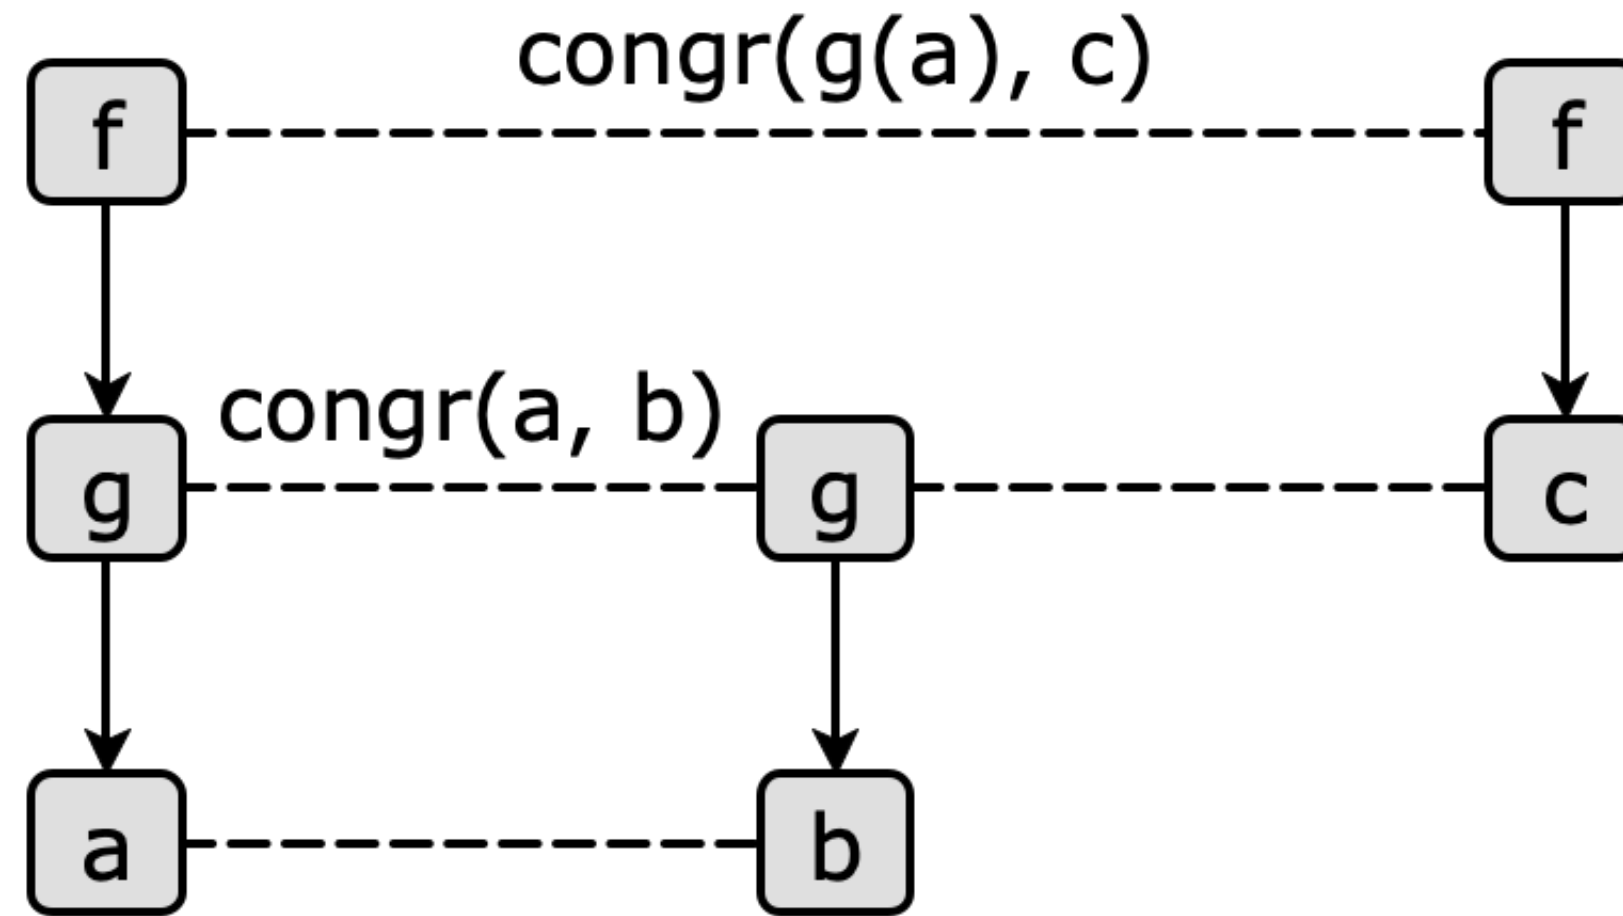 congr(g(a), c)
f
f
congr(a, b)
g
g
c
a
b